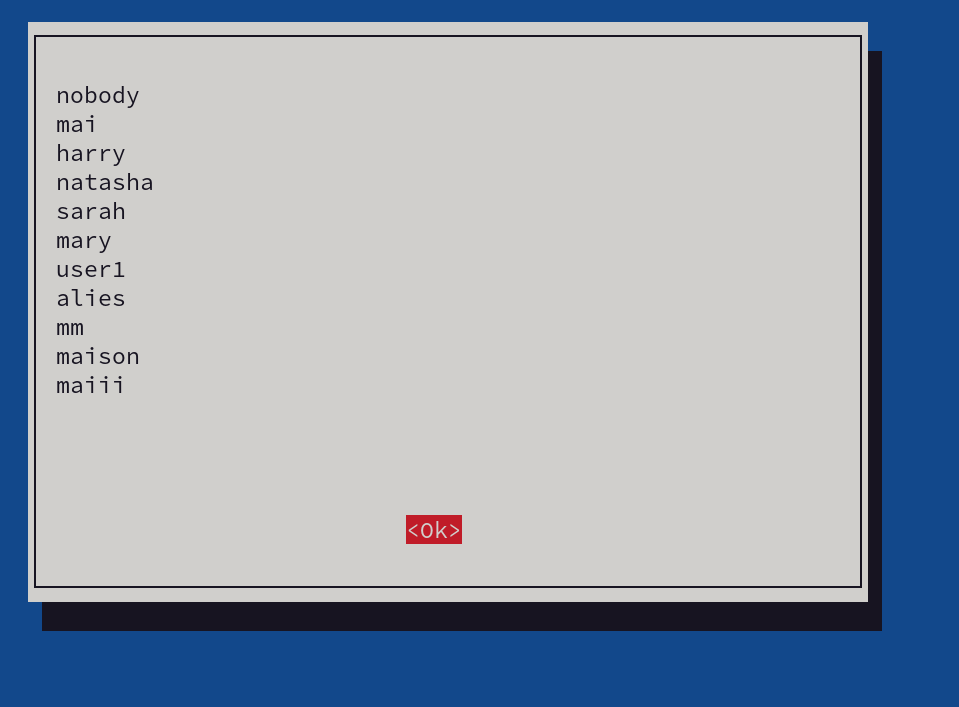 nobody
mai
harry
natasha
sarah
mary
user1
alies
mm
maison
maiii
<Ok>